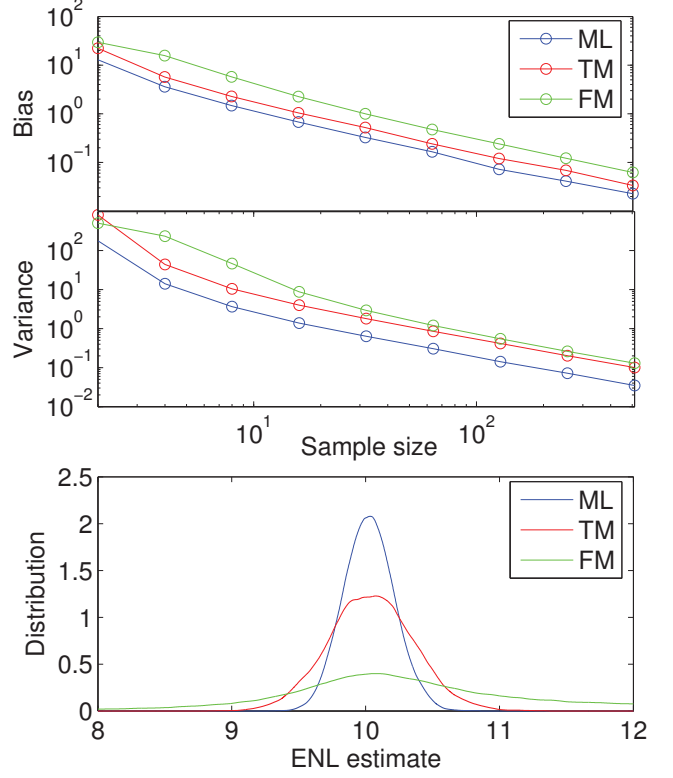 10^2
10^1
10^0
10^-1
Bias
ML
TM
FM
10^2
10^1
10^0
10^-1
10^-2
Variance
10^1
10^2
Sample size
2.5
2
1.5
1
0.5
0
Distribution
ML
TM
FM
8
9
10
11
12
ENL estimate